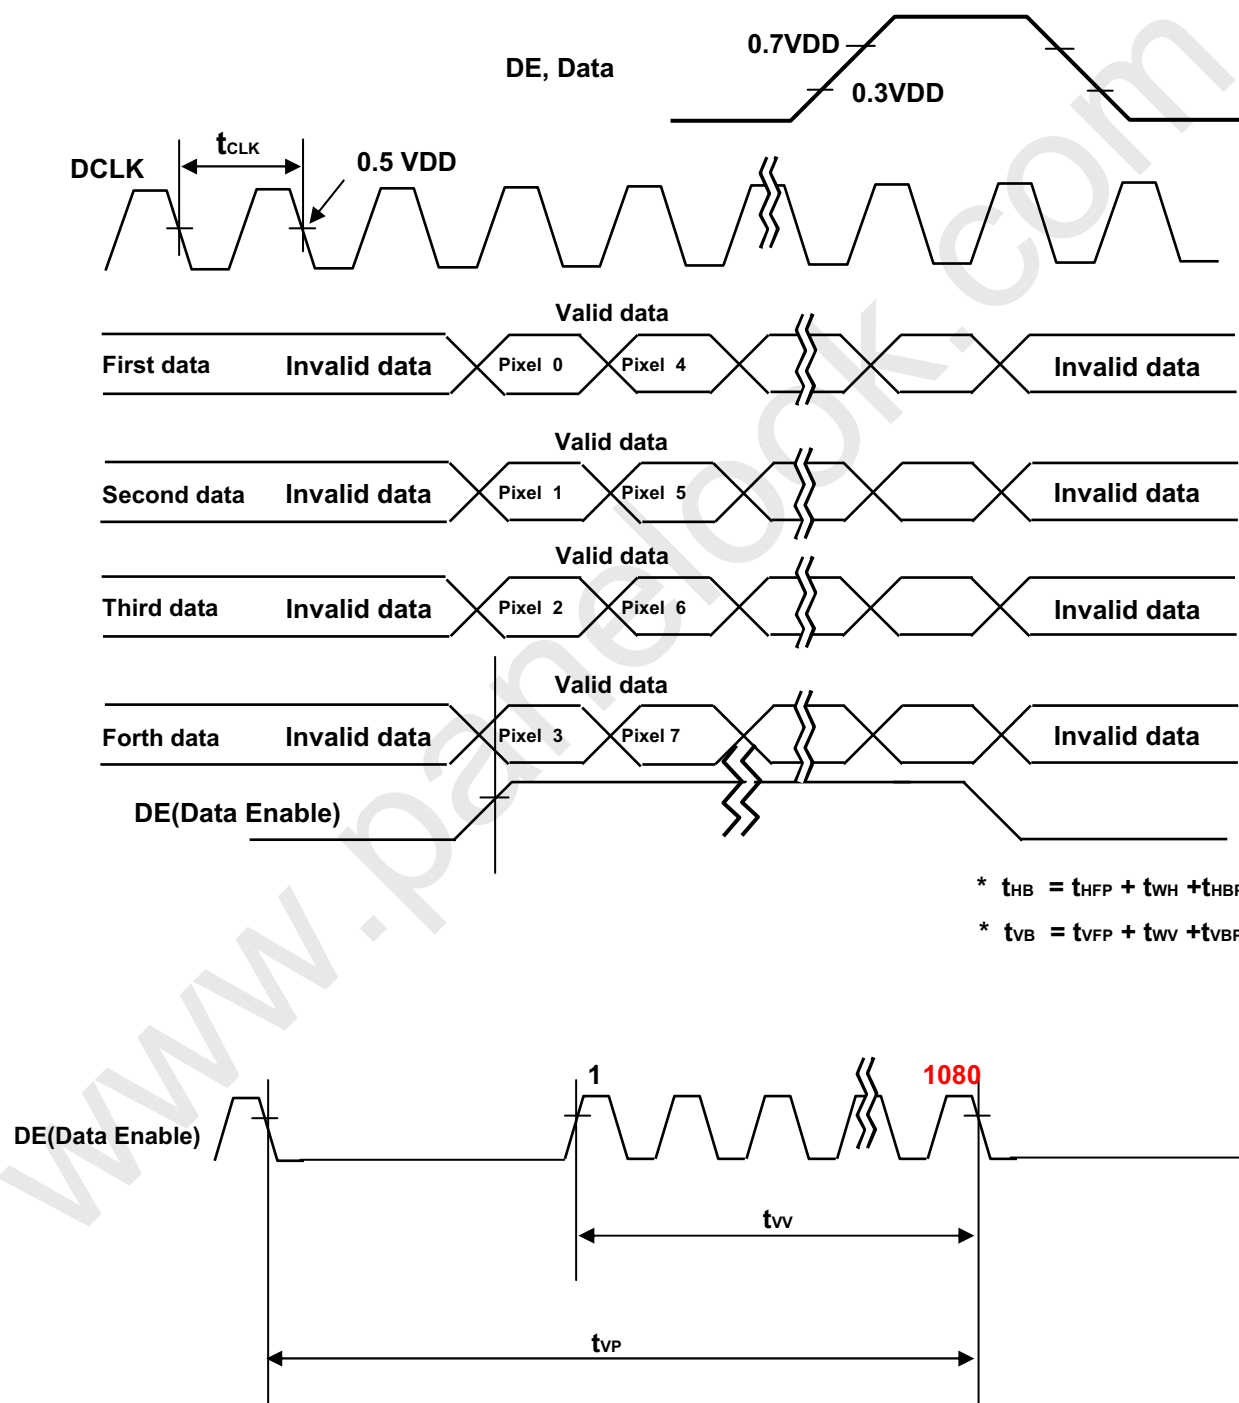 0.7VDD
DE, Data
0.3VDD
tCLK
DCLK
0.5 VDD
Valid data
First data Invalid data Pixel 0 Pixel 4 Invalid data
Valid data
Second data Invalid data Pixel 1 Pixel 5 Invalid data
Valid data
Third data Invalid data Pixel 2 Pixel 6 Invalid data
Valid data
Forth data Invalid data Pixel 3 Pixel 7 Invalid data
DE(Data Enable)
* tHB = tHFP + tWH +tHBP
* tVB = tVFP + tWV +tVBP
1 1080
DE(Data Enable)
tVV
tVP
www.panelook.com